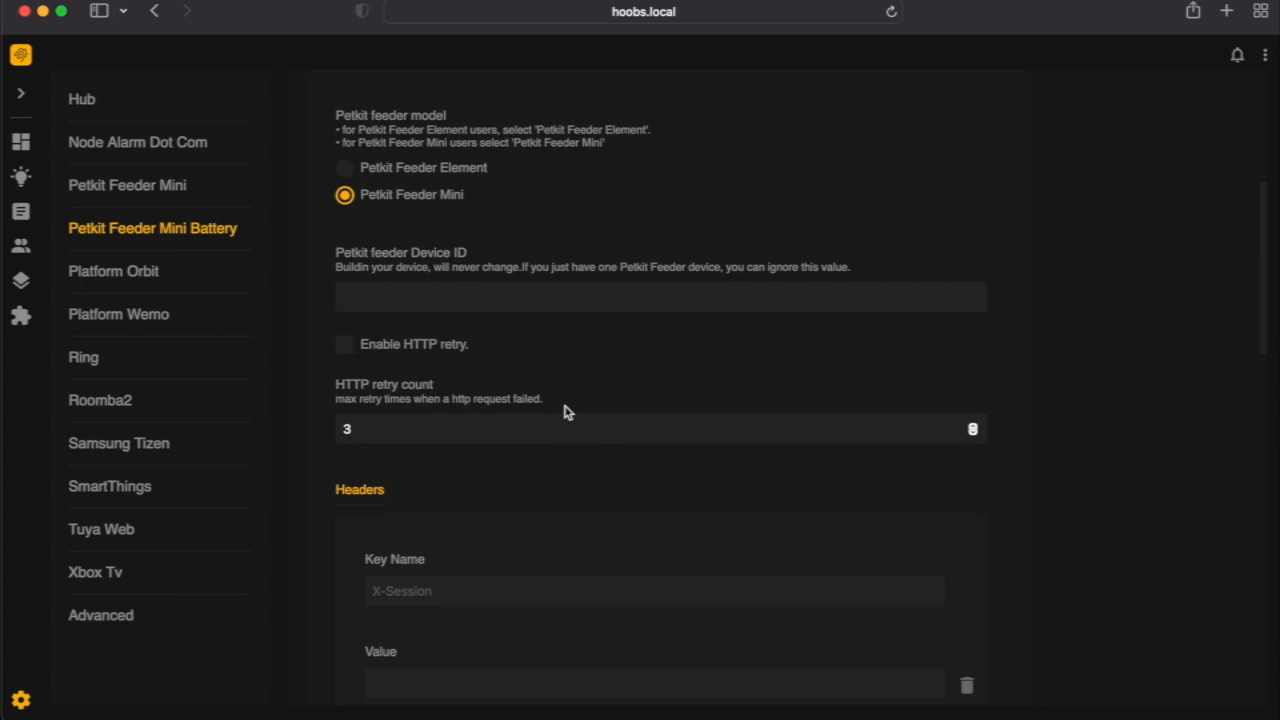 hoobs.local
Hub
Node Alarm Dot Com
Petkit Feeder Mini
Petkit Feeder Mini Battery
Platform Orbit
Platform Wemo
Ring
Roomba2
Samsung Tizen
SmartThings
Tuya Web
Xbox Tv
Advanced
Petkit feeder model
• for Petkit Feeder Element users, select 'Petkit Feeder Element'.
• for Petkit Feeder Mini users select 'Petkit Feeder Mini'
Petkit Feeder Element
Petkit Feeder Mini
Petkit feeder Device ID
Buildin your device, will never change.If you just have one Petkit Feeder device, you can ignore this value.
Enable HTTP retry.
HTTP retry count
max retry times when a http request failed.
3
Headers
Key Name
X-Session
Value